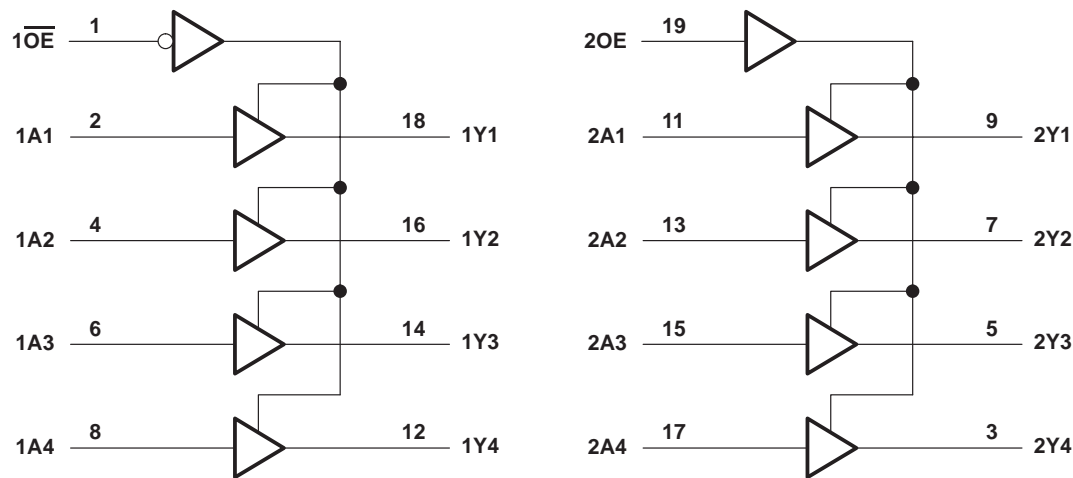 1O̅E̅ 1
1A1 2 18 1Y1
1A2 4 16 1Y2
1A3 6 14 1Y3
1A4 8 12 1Y4
2OE 19
2A1 11 9 2Y1
2A2 13 7 2Y2
2A3 15 5 2Y3
2A4 17 3 2Y4